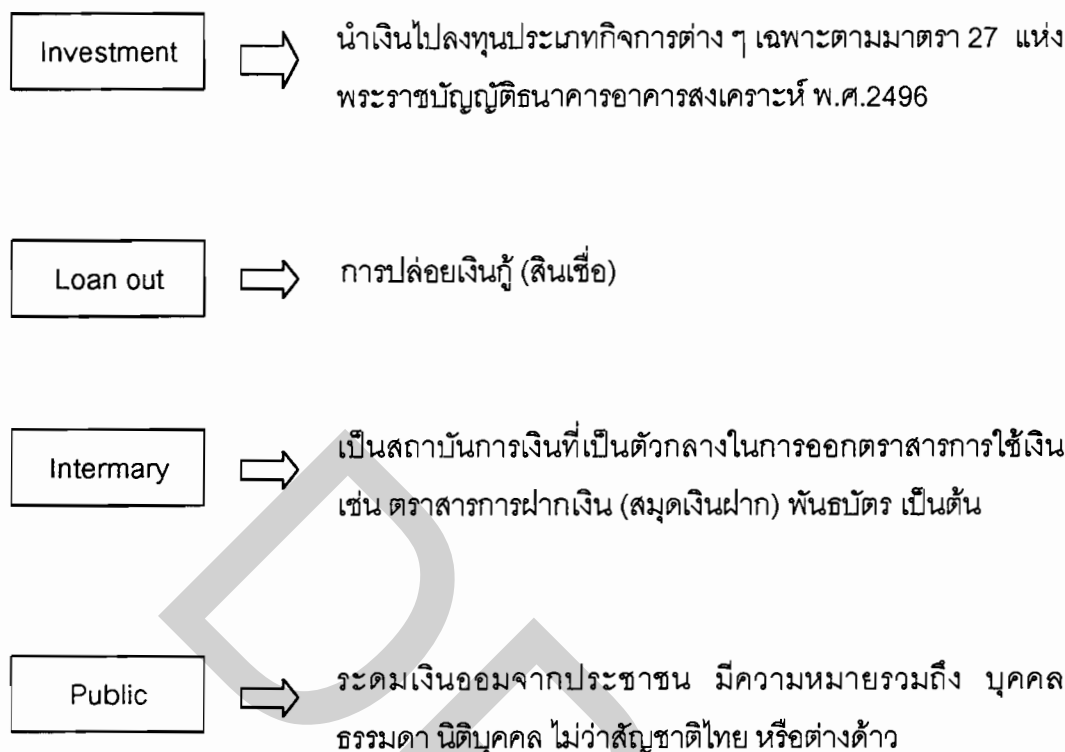 Investment นำเงินไปลงทุนประเภทกิจการต่าง ๆ เฉพาะตามมาตรา 27 แห่ง
พระราชบัญญัติธนาคารอาคารสงเคราะห์ พ.ศ.2496
Loan out การปล่อยเงินกู้ (สินเชื่อ)
Intermary เป็นสถาบันการเงินที่เป็นตัวกลางในการออกตราสารการใช้เงิน
เช่น ตราสารการฝากเงิน (สมุดเงินฝาก) พันธบัตร เป็นต้น
Public ระดมเงินออมจากประชาชน มีความหมายรวมถึง บุคคล
ธรรมดา นิติบุคคล ไม่ว่าสัญชาติไทย หรือต่างด้าว